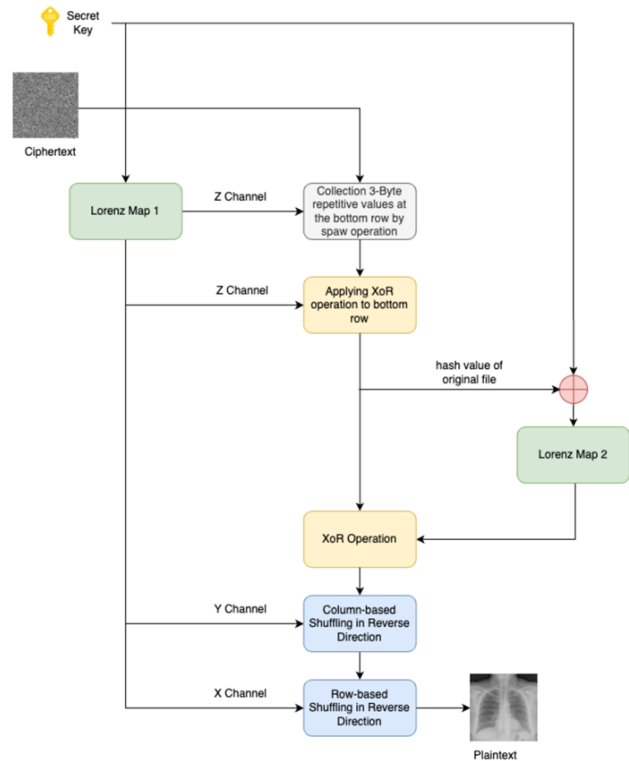 Secret
Key
Ciphertext
Lorenz Map 1
Z Channel
Collection 3-Byte
repetitive values at
the bottom row by
spaw operation
Z Channel
Applying XoR
operation to bottom
row
hash value of
original file
Lorenz Map 2
XoR Operation
Y Channel
Column-based
Shuffling in Reverse
Direction
X Channel
Row-based
Shuffling in Reverse
Direction
Plaintext